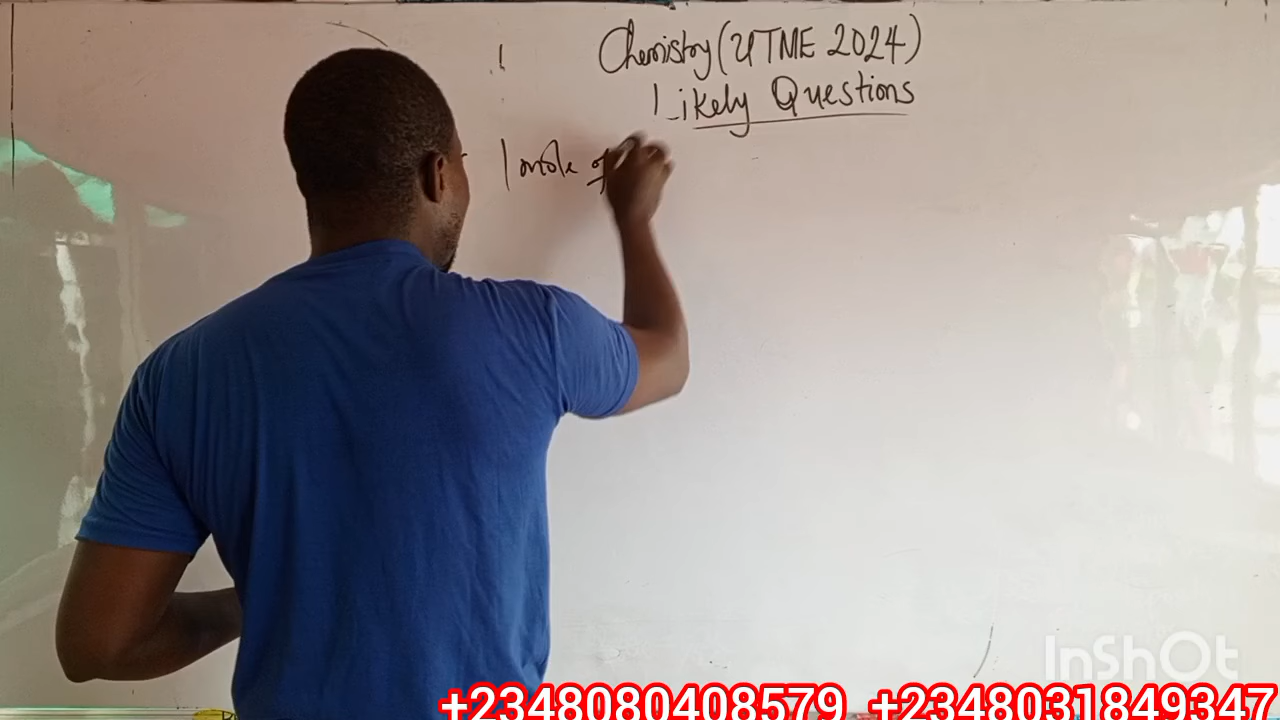 Chemistry (UTME 2024)
Likely Questions
1 mole of
InShOt
+2348080408579 +2348031849347